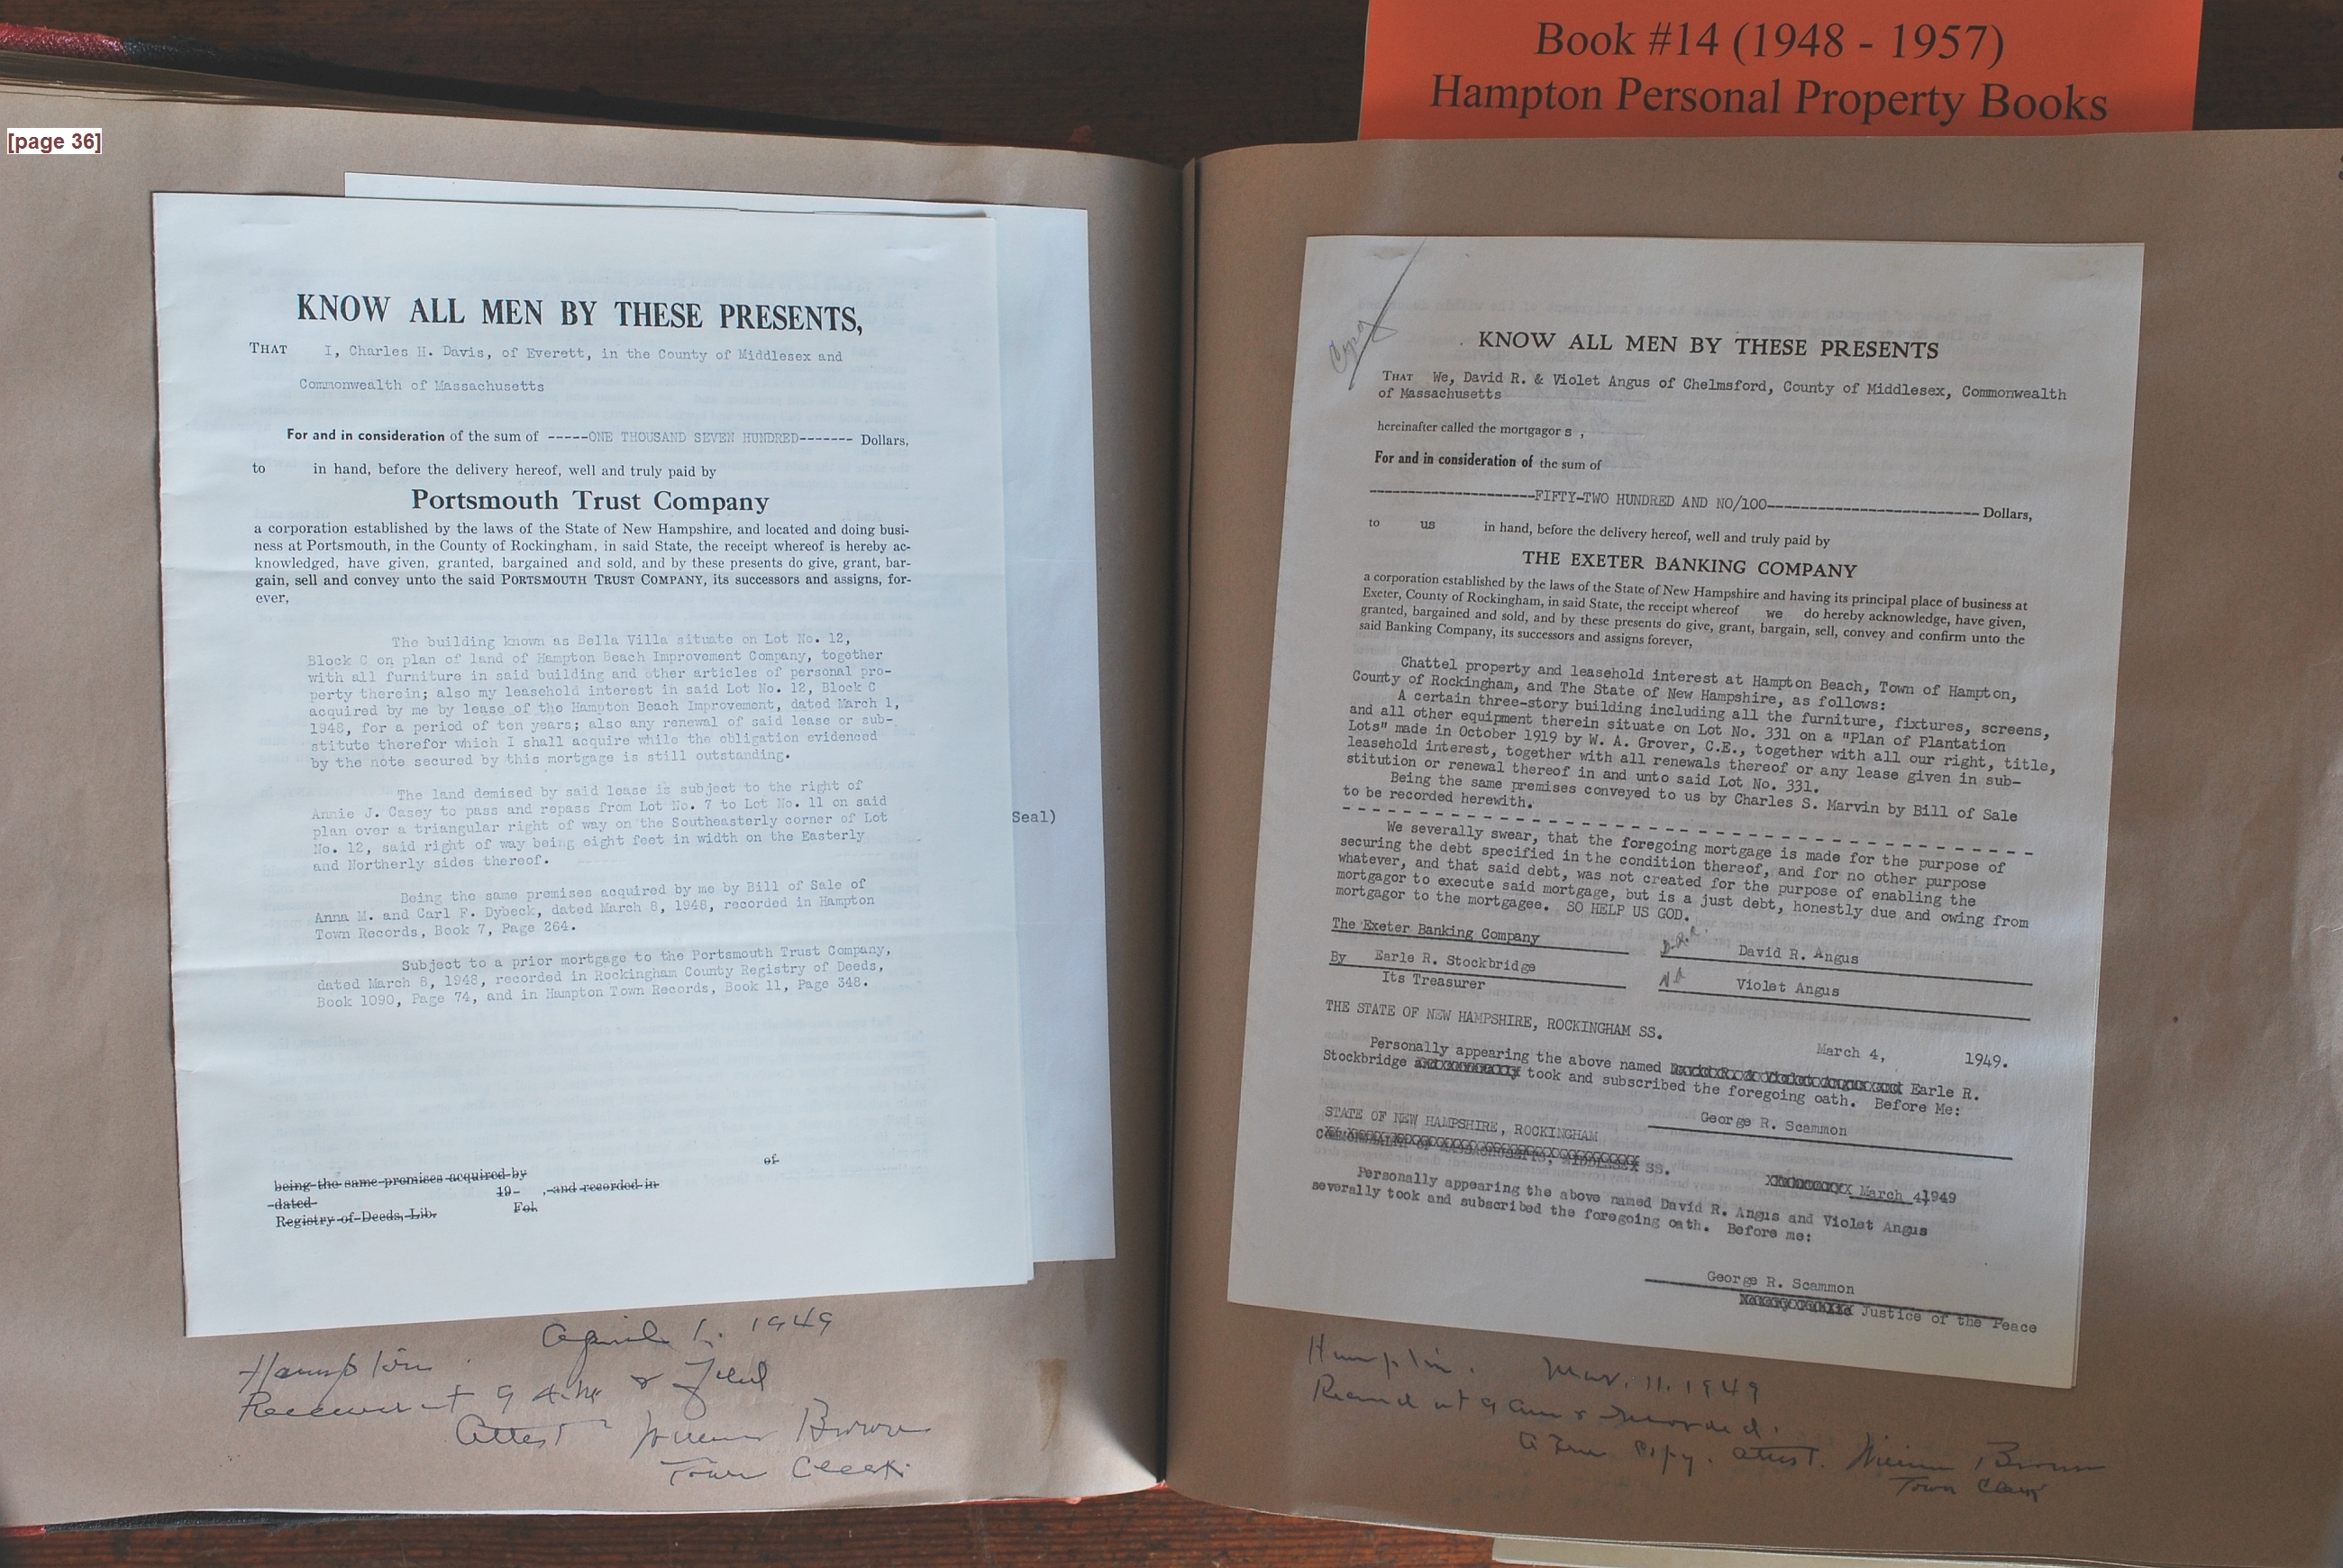 Book #14 (1948 - 1957)
Hampton Personal Property Books
[page 36]
KNOW ALL MEN BY THESE PRESENTS,
THAT I, Charles H. Davis, of Everett, in the County of Middlesex and
Commonwealth of Massachusetts
For and in consideration of the sum of -----ONE THOUSAND SEVEN HUNDRED------- Dollars,
to in hand, before the delivery hereof, well and truly paid by
Portsmouth Trust Company
a corporation established by the laws of the State of New Hampshire, and located and doing busi-
ness at Portsmouth, in the County of Rockingham, in said State, the receipt whereof is hereby ac-
knowledged, have given, granted, bargained and sold, and by these presents do give, grant, bar-
gain, sell and convey unto the said PORTSMOUTH TRUST COMPANY, its successors and assigns, for-
ever,
The building known as Bella Villa situate on Lot No. 12,
Block C on plan of land of Hampton Beach Improvement Company, together
with all furniture in said building and other articles of personal pro-
perty therein; also my leasehold interest in said Lot No. 12, Block C
acquired by me by lease of the Hampton Beach Improvement, dated March 1,
1948, for a period of ten years; also any renewal of said lease or sub-
stitute therefor which I shall acquire while the obligation evidenced
by the note secured by this mortgage is still outstanding.
The land demised by said lease is subject to the right of
Annie J. Casey to pass and repass from Lot No. 7 to Lot No. 11 on said
plan over a triangular right of way on the Southeasterly corner of Lot
No. 12, said right of way being eight feet in width on the Easterly
and Northerly sides thereof.
Being the same premises acquired by me by Bill of Sale of
Anna M. and Carl F. Dybeck, dated March 8, 1948, recorded in Hampton
Town Records, Book 7, Page 264.
Subject to a prior mortgage to the Portsmouth Trust Company,
dated March 8, 1948, recorded in Rockingham County Registry of Deeds,
Book 1090, Page 74, and in Hampton Town Records, Book 11, Page 348.
being the same premises acquired by of
dated 19 , and recorded in
Registry of Deeds, Lib. Fol.
Seal)
April 1, 1949
Hampton
Received at 9 A.M. & filed
Attest Brown
Town Clerk
Copy
KNOW ALL MEN BY THESE PRESENTS
THAT We, David R. & Violet Angus of Chelmsford, County of Middlesex, Commonwealth
of Massachusetts
hereinafter called the mortgagor s ,
For and in consideration of the sum of
---------------------FIFTY-TWO HUNDRED AND NO/100--------------------------- Dollars,
to us in hand, before the delivery hereof, well and truly paid by
THE EXETER BANKING COMPANY
a corporation established by the laws of the State of New Hampshire and having its principal place of business at
Exeter, County of Rockingham, in said State, the receipt whereof we do hereby acknowledge, have given,
granted, bargained and sold, and by these presents do give, grant, bargain, sell, convey and confirm unto the
said Banking Company, its successors and assigns forever,
Chattel property and leasehold interest at Hampton Beach, Town of Hampton,
County of Rockingham, and The State of New Hampshire, as follows:
A certain three-story building including all the furniture, fixtures, screens,
and all other equipment therein situate on Lot No. 331 on a "Plan of Plantation
Lots" made in October 1919 by W. A. Grover, C.E., together with all our right, title,
leasehold interest, together with all renewals thereof or any lease given in sub-
stitution or renewal thereof in and unto said Lot No. 331.
Being the same premises conveyed to us by Charles S. Marvin by Bill of Sale
to be recorded herewith.
We severally swear, that the foregoing mortgage is made for the purpose of
securing the debt specified in the condition thereof, and for no other purpose
whatever, and that said debt, was not created for the purpose of enabling the
mortgagor to execute said mortgage, but is a just debt, honestly due and owing from
mortgagor to the mortgagee. SO HELP US GOD.
The Exeter Banking Company
By Earle R. Stockbridge
Its Treasurer
D.R.A. David R. Angus
Violet Angus
THE STATE OF NEW HAMPSHIRE, ROCKINGHAM SS.
March 4, 1949.
Personally appearing the above named Earle R.
Stockbridge took and subscribed the foregoing oath. Before Me:
George R. Scammon
STATE OF NEW HAMPSHIRE, ROCKINGHAM
COMMONWEALTH OF MASSACHUSETTS, MIDDLESEX SS.
March 4, 1949
Personally appearing the above named David R. Angus and Violet Angus
severally took and subscribed the foregoing oath. Before me:
George R. Scammon
Justice of the Peace
Hampton. Mar. 11, 1949
Received at 9 am & recorded.
A true copy. Attest. Brown
Town Clerk